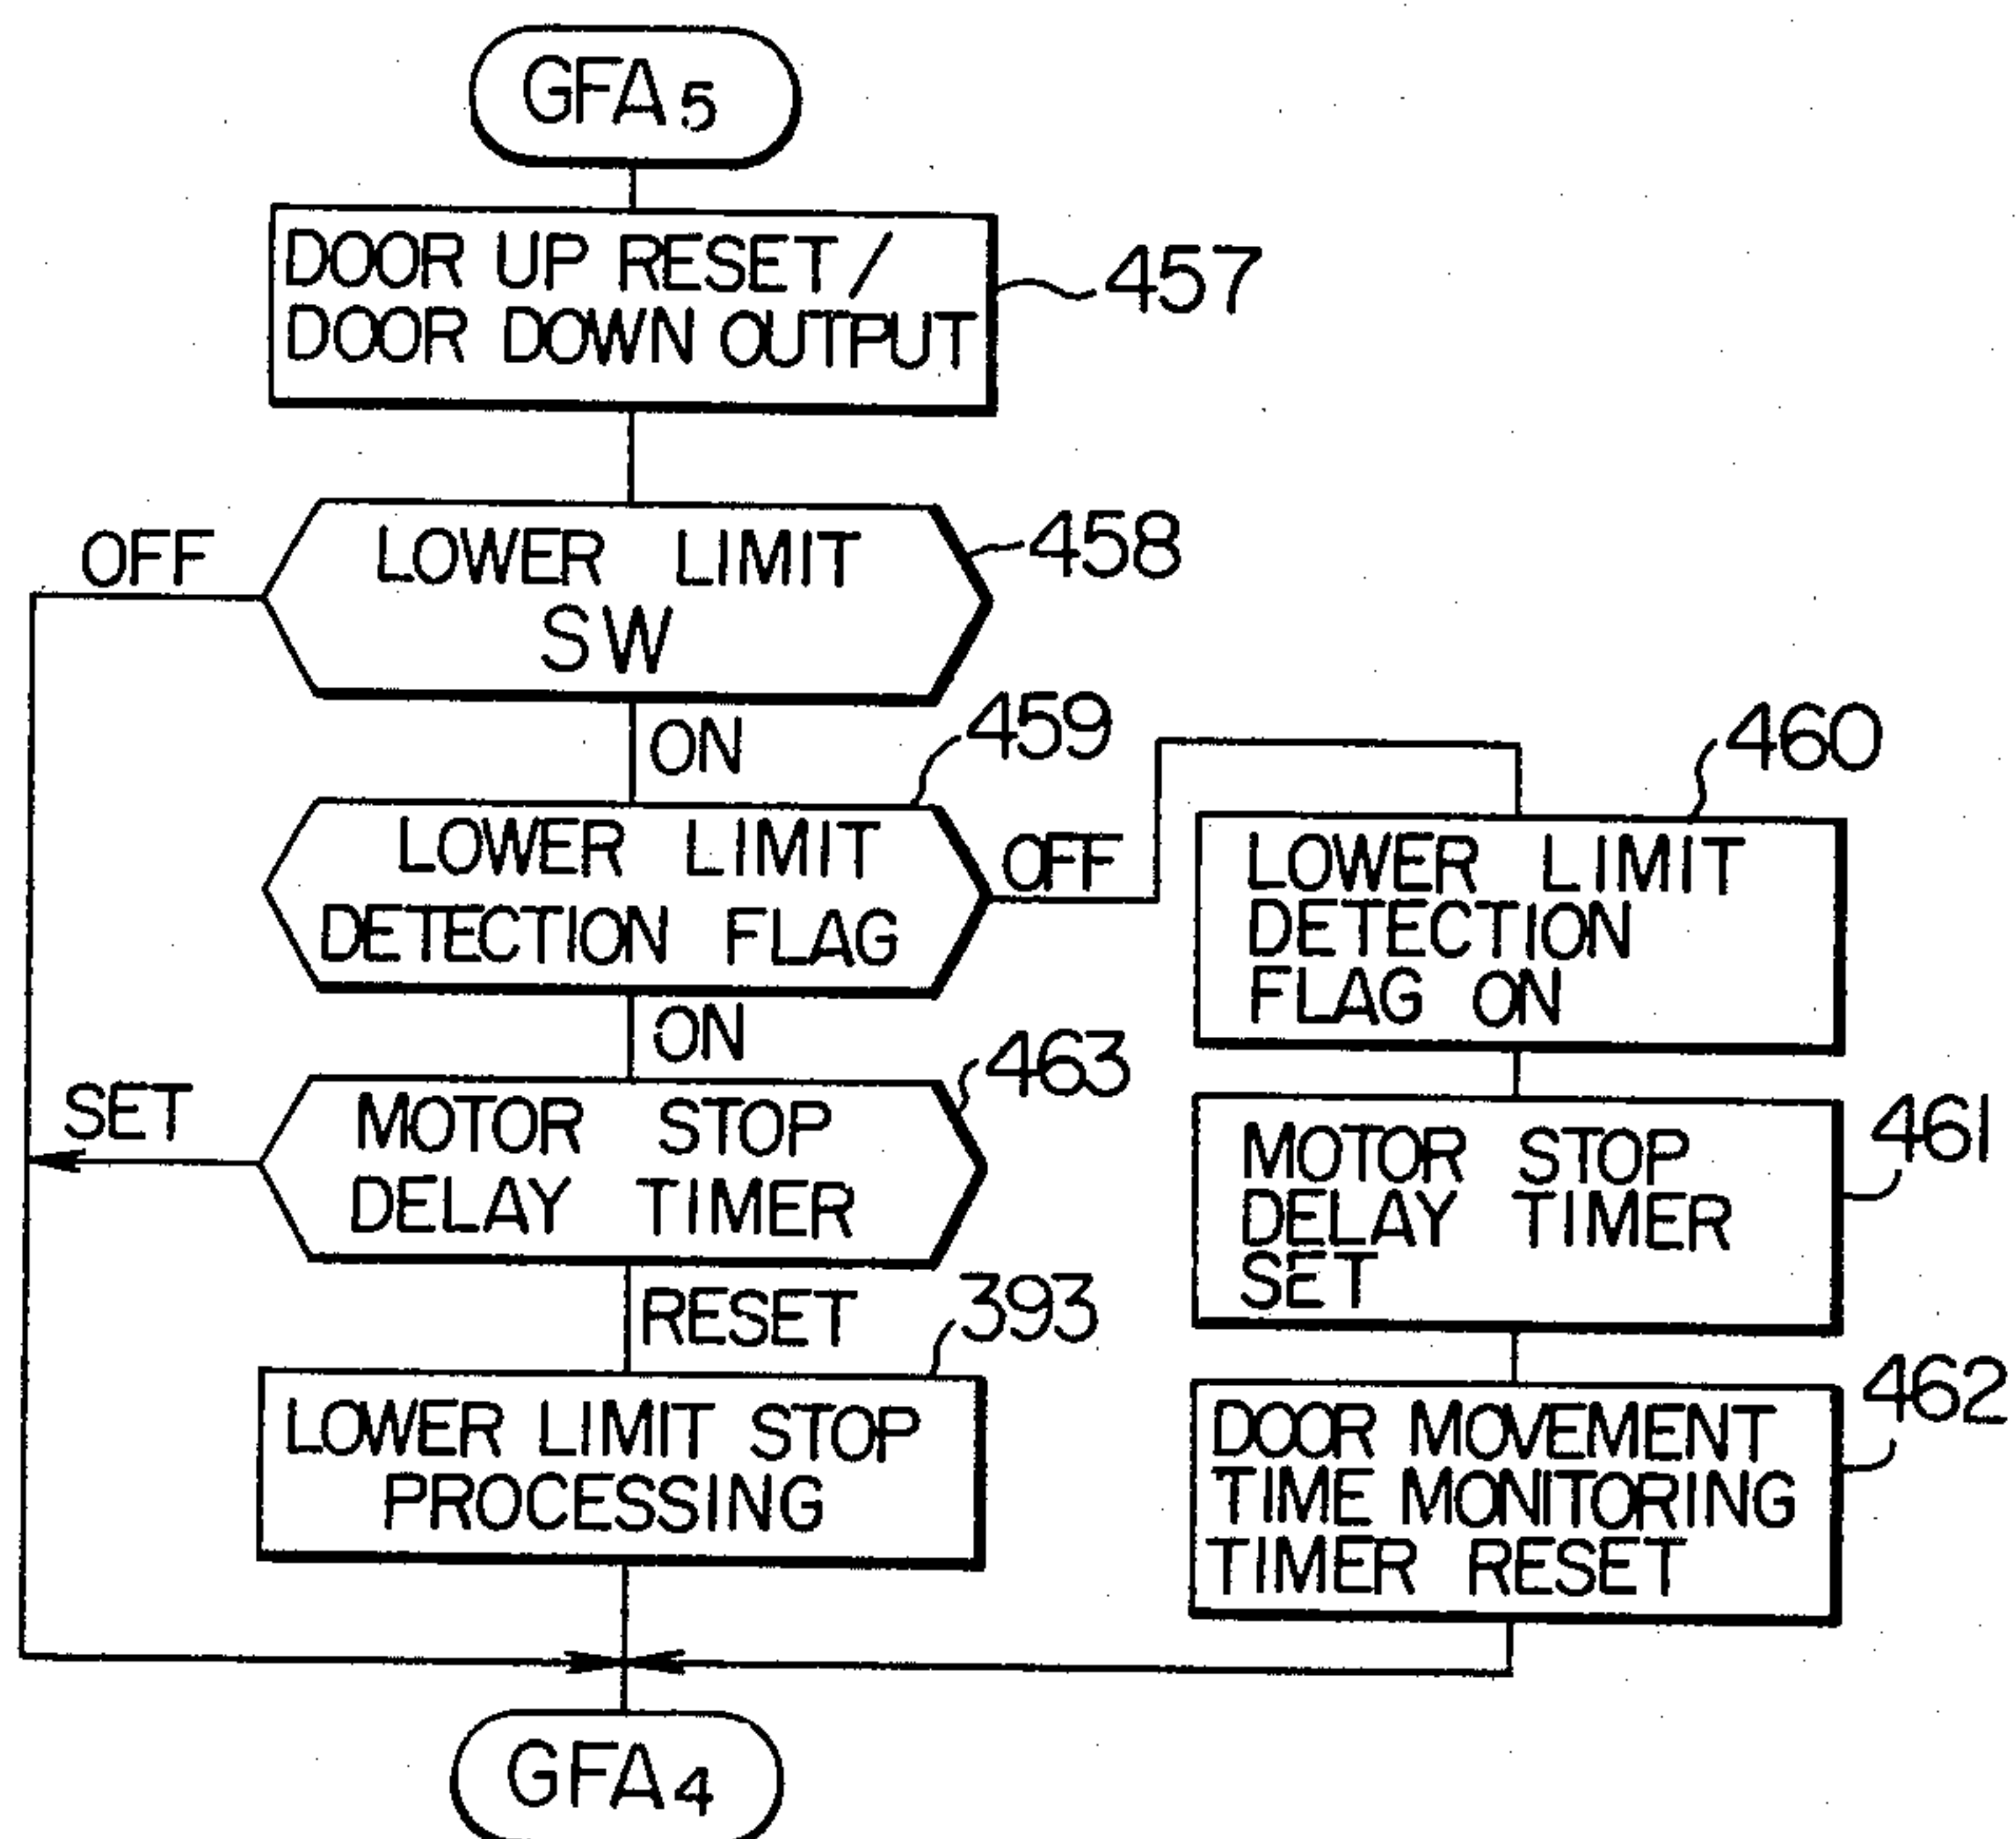 GFA5
DOOR UP RESET/
DOOR DOWN OUTPUT
457
OFF
LOWER LIMIT
SW
458
ON
459
LOWER LIMIT
DETECTION FLAG
OFF
460
LOWER LIMIT
DETECTION
FLAG ON
ON
463
SET
MOTOR STOP
DELAY TIMER
461
MOTOR STOP
DELAY TIMER
SET
RESET
393
LOWER LIMIT STOP
PROCESSING
462
DOOR MOVEMENT
TIME MONITORING
TIMER RESET
GFA4